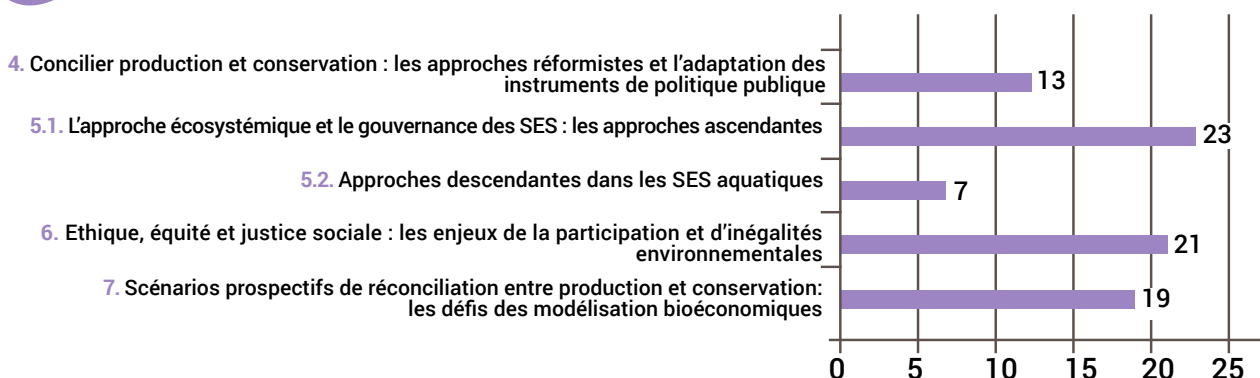 4. Concilier production et conservation : les approches réformistes et l'adaptation des
instruments de politique publique
13
5.1. L'approche écosystémique et le gouvernance des SES : les approches ascendantes
23
5.2. Approches descendantes dans les SES aquatiques
7
6. Ethique, équité et justice sociale : les enjeux de la participation et d'inégalités
environnementales
21
7. Scénarios prospectifs de réconciliation entre production et conservation:
les défis des modélisation bioéconomiques
19
0 5 10 15 20 25